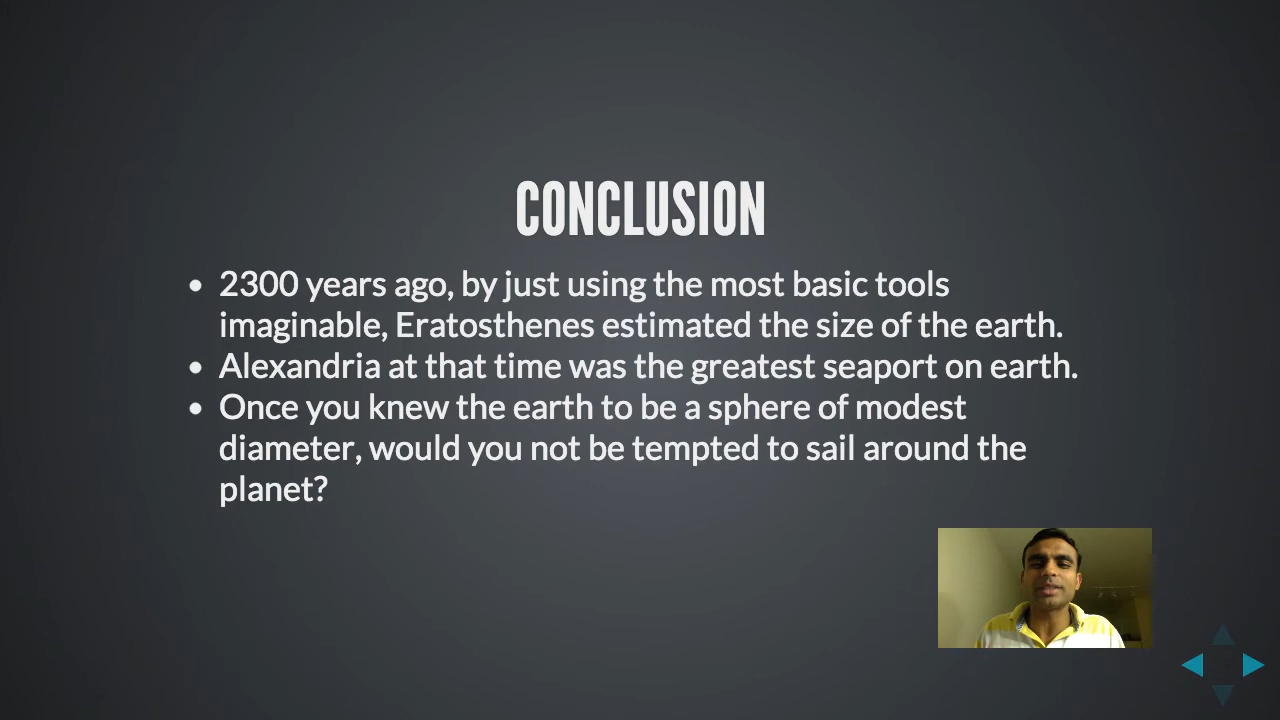 CONCLUSION
• 2300 years ago, by just using the most basic tools
imaginable, Eratosthenes estimated the size of the earth.
• Alexandria at that time was the greatest seaport on earth.
• Once you knew the earth to be a sphere of modest
diameter, would you not be tempted to sail around the
planet?